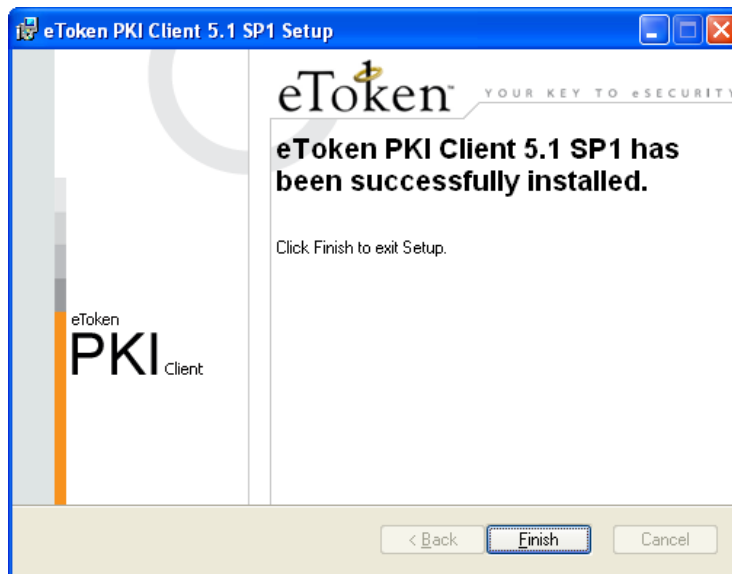 eToken PKI Client 5.1 SP1 Setup
eToken™ YOUR KEY TO eSECURITY
eToken PKI Client 5.1 SP1 has
been successfully installed.
Click Finish to exit Setup.
eToken
PKI Client
< Back Finish Cancel